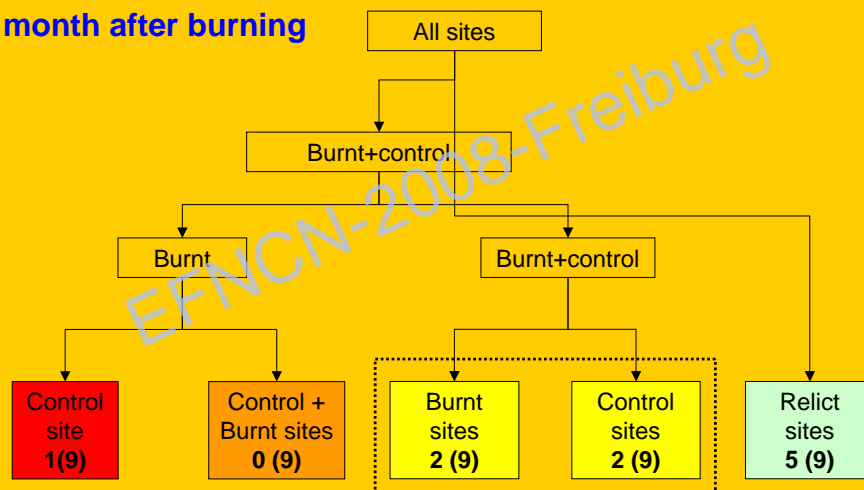 month after burning
All sites
Burnt+control
Burnt
Burnt+control
Control
site
1(9)
Control +
Burnt sites
0 (9)
Burnt
sites
2 (9)
Control
sites
2 (9)
Relict
sites
5 (9)
EFNCN-2008-Freiburg